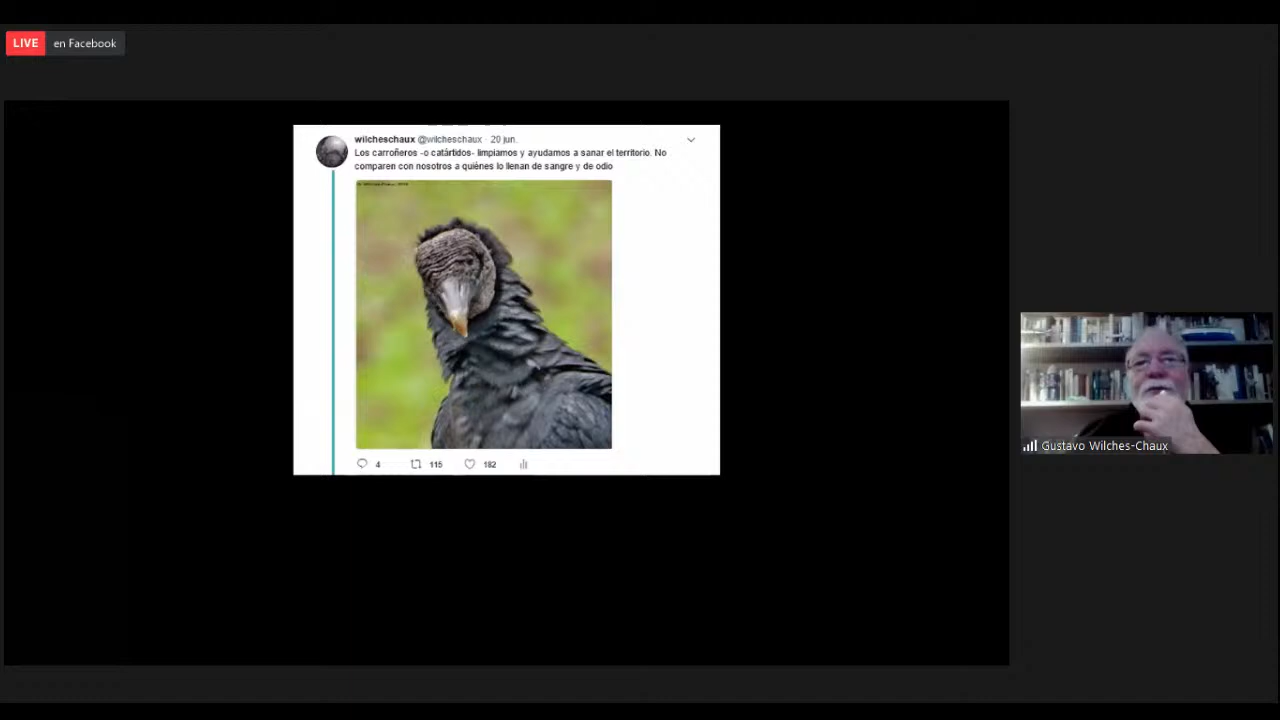 LIVE en Facebook
wilcheschaux @wilcheschaux · 20 jun.
Los carroñeros -o catártidos- limpiamos y ayudamos a sanar el territorio. No
comparen con nosotros a quiénes lo llenan de sangre y de odio
4 115 182
Gustavo Wilches-Chaux